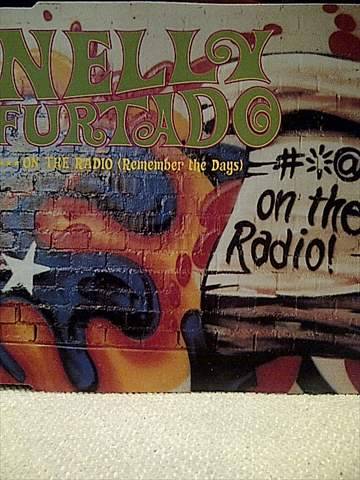 NELLY
FURTADO
...ON THE RADIO (Remember the Days)
#※@
on the
Radio!